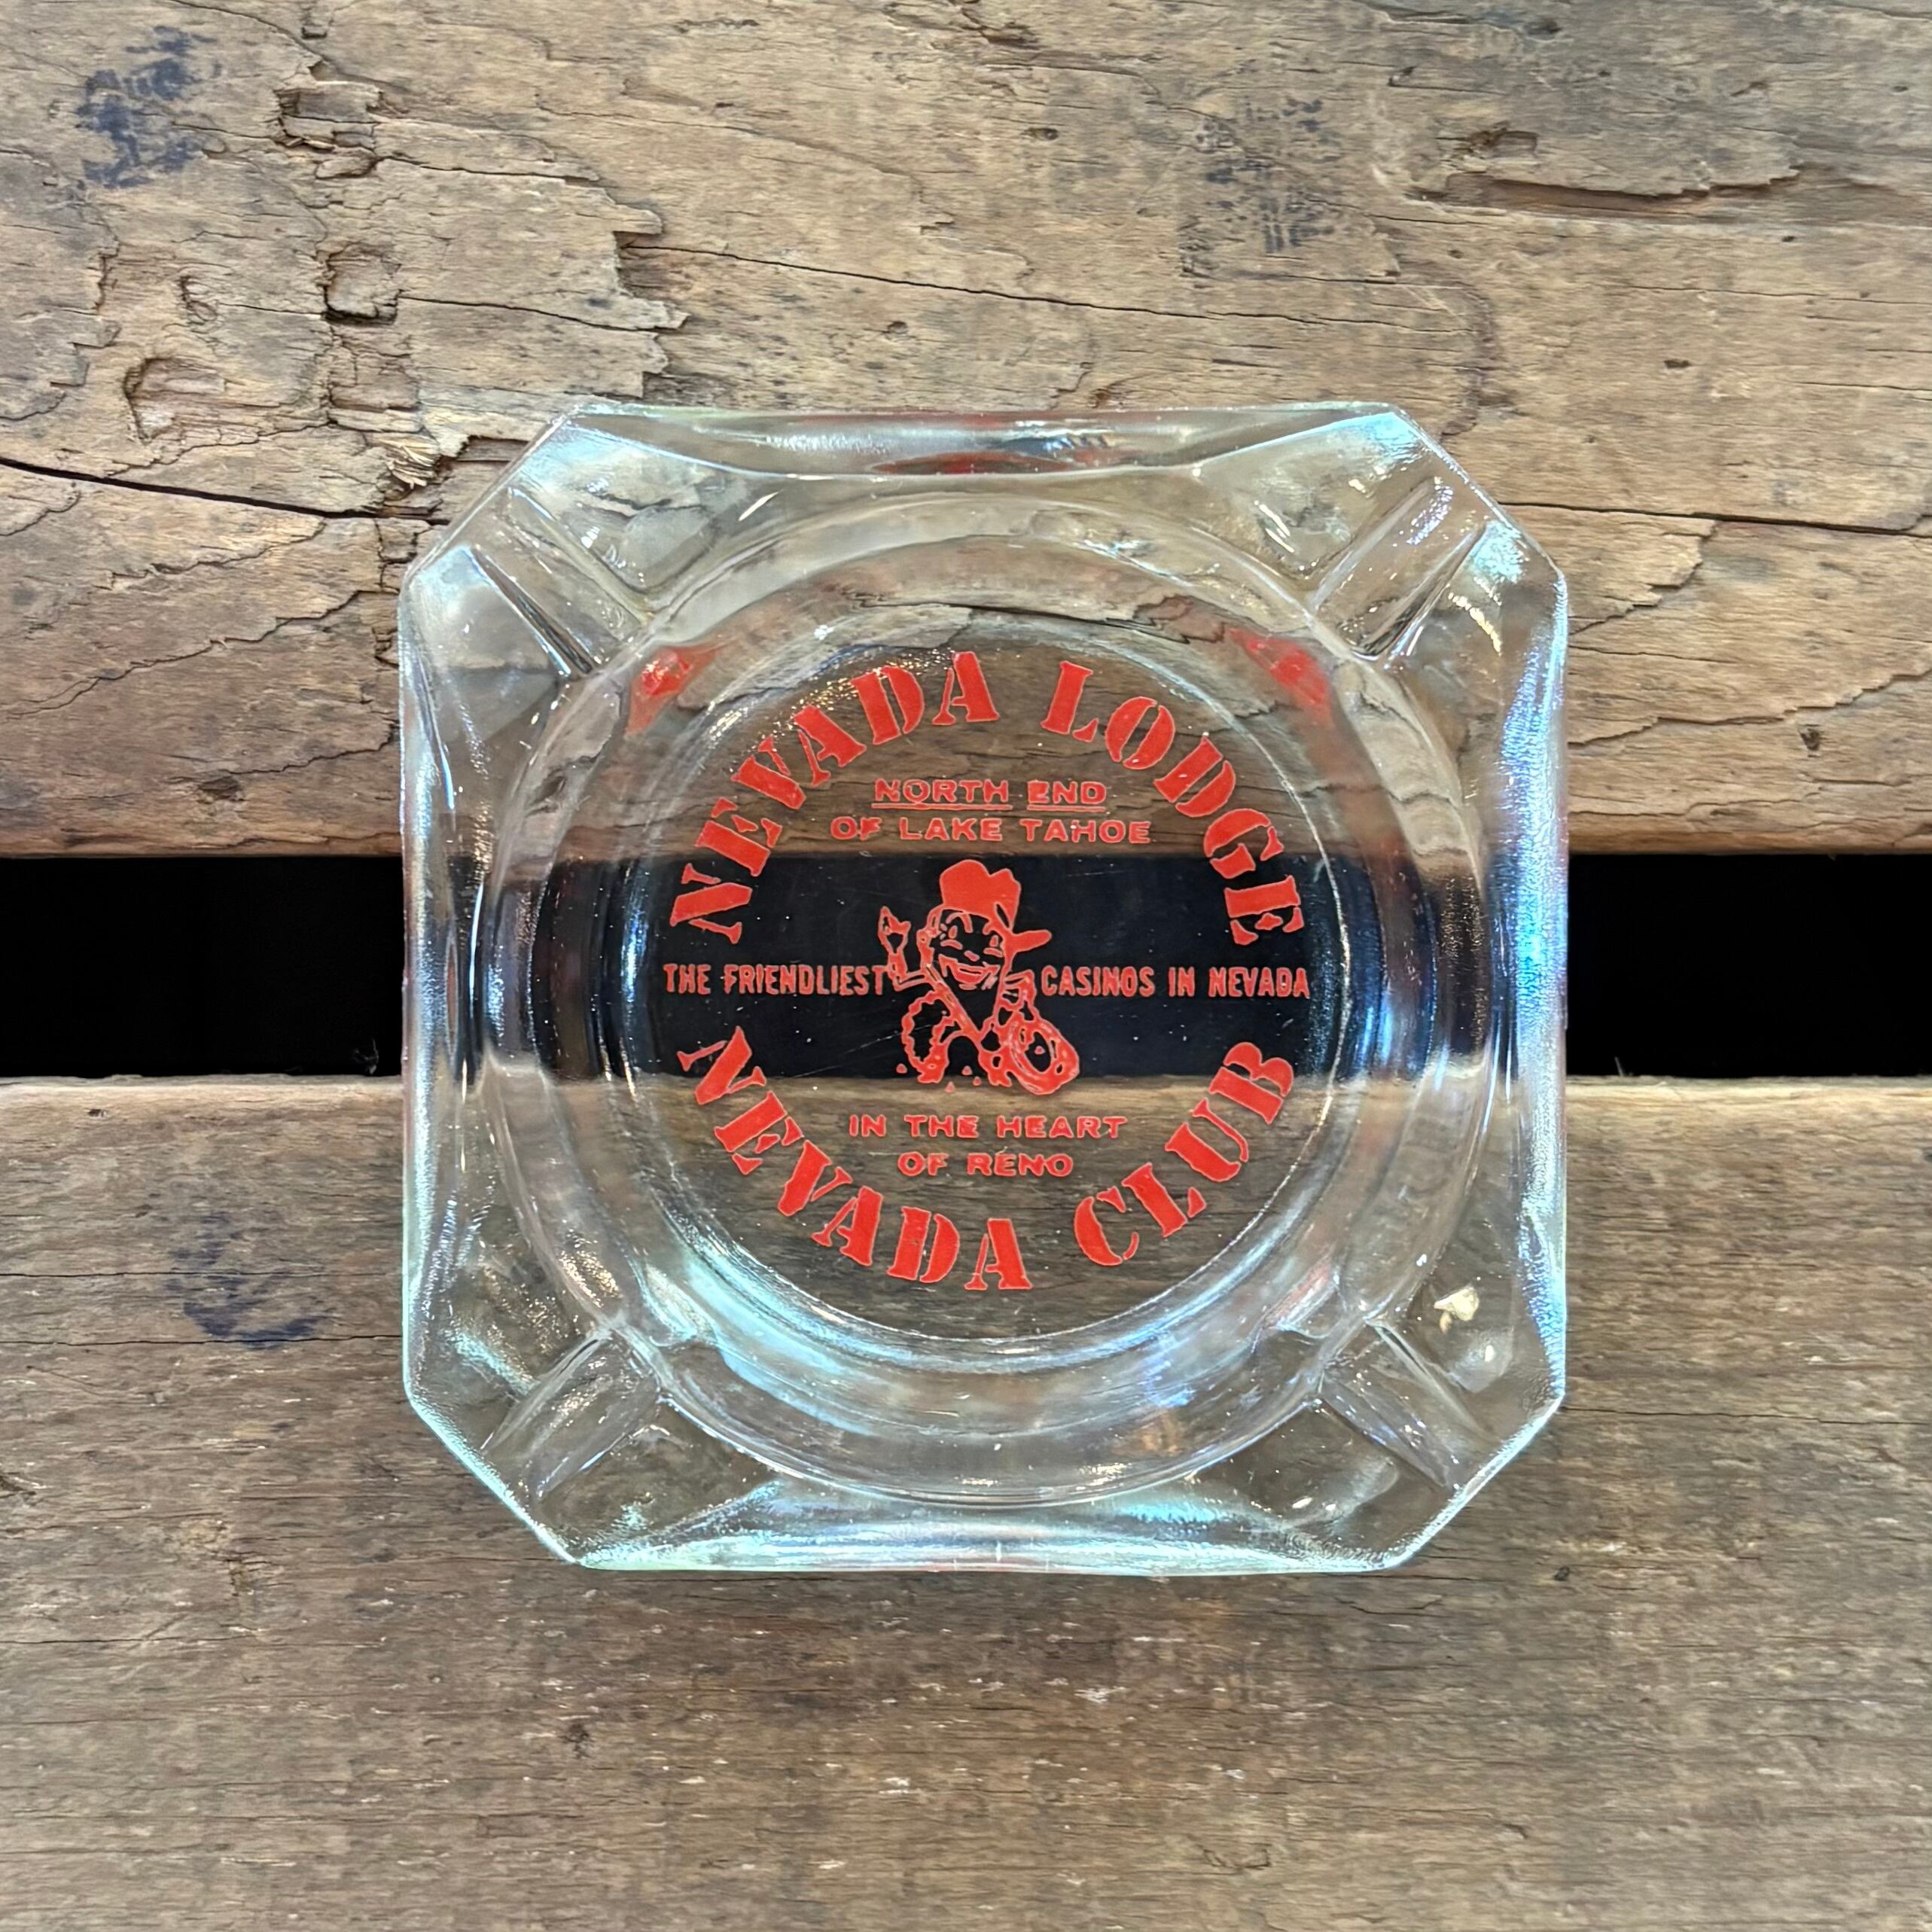 NEVADA LODGE
NORTH END
OF LAKE TAHOE
THE FRIENDLIEST CASINOS IN NEVADA
IN THE HEART
OF RENO
NEVADA CLUB